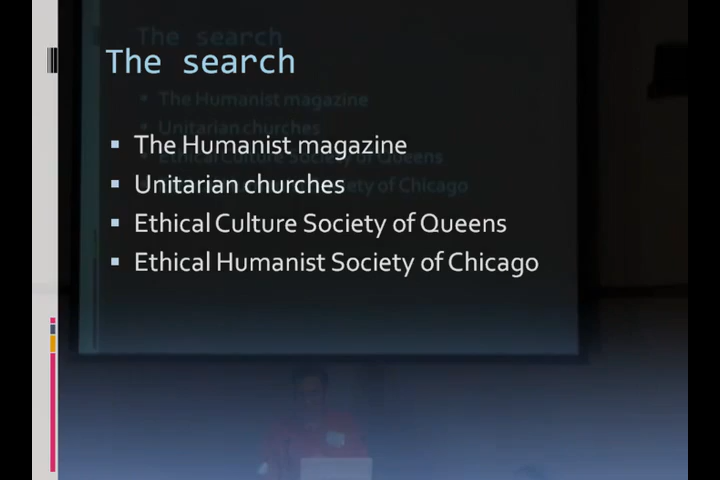 The search
The Humanist magazine
Unitarian churches
Ethical Culture Society of Queens
Ethical Humanist Society of Chicago